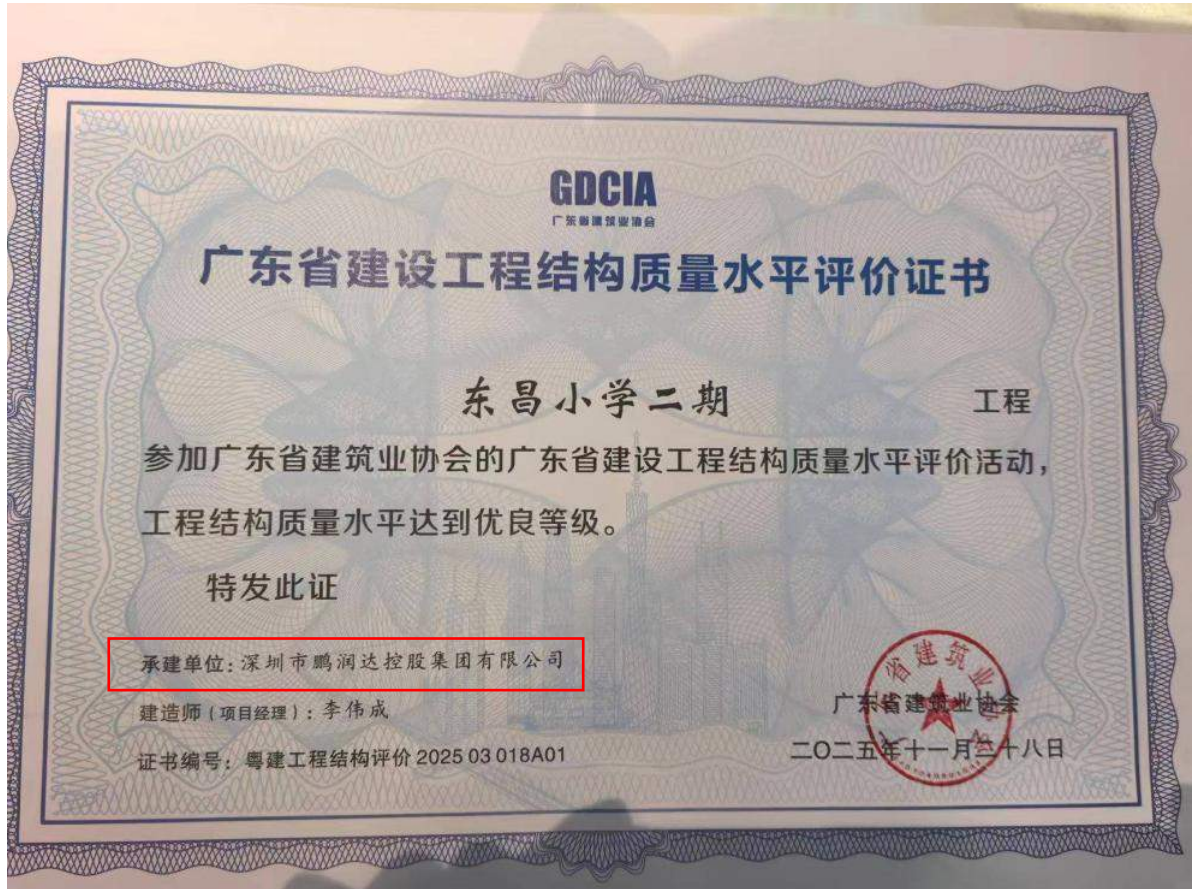 GDCIA
广东省建筑业协会
广东省建设工程结构质量水平评价证书
东昌小学二期 工程
参加广东省建筑业协会的广东省建设工程结构质量水平评价活动，
工程结构质量水平达到优良等级。
特发此证
承建单位：深圳市鹏润达控股集团有限公司
建造师（项目经理）：李伟成
证书编号：粤建工程结构评价 2025 03 018A01
广东省建筑业协会
二〇二五年十一月二十八日